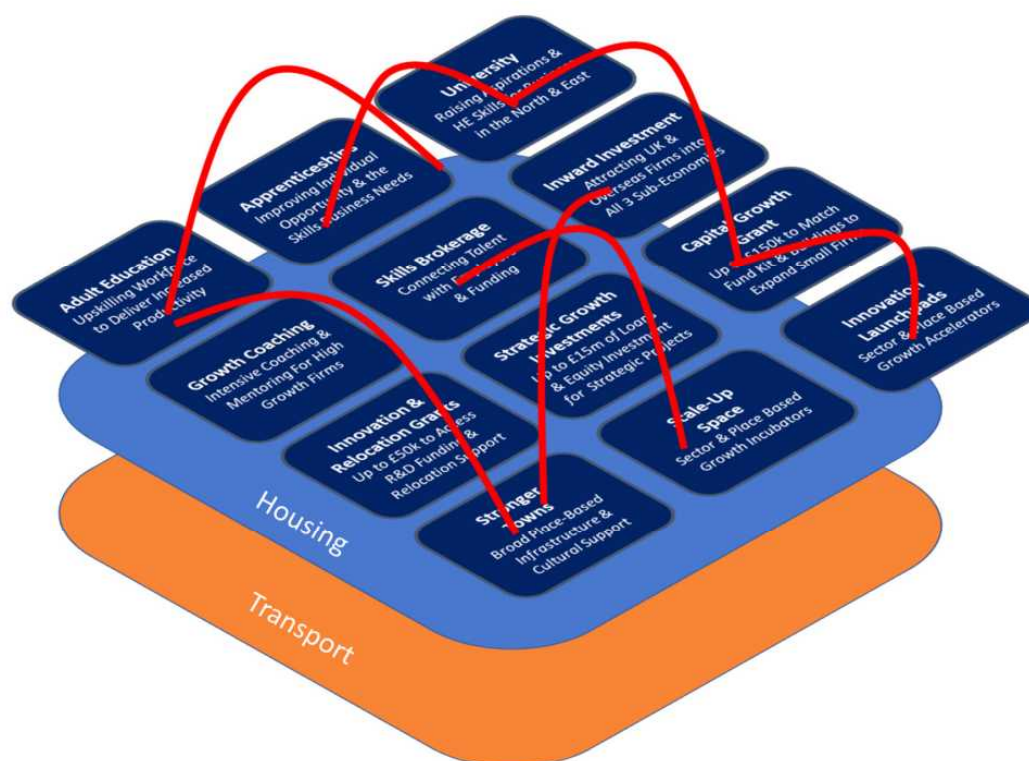 University
Raising Aspirations &
HE Skills for Business
in the North & East
Apprenticeships
Improving Individual
Opportunity & the
Skills Business Needs
Inward Investment
Attracting UK &
Overseas Firms into
All 3 Sub-Economies
Adult Education
Upskilling Workforce
to Deliver Increased
Productivity
Skills Brokerage
Connecting Talent
with
& Funding
Capital Growth
Grant
Up to £150k to Match
Fund Kit & Buildings to
Expand Small Firms
Growth Coaching
Intensive Coaching &
Mentoring For High
Growth Firms
Strategic Growth
Investments
Up to £15m of Loan
& Equity Investment
for Strategic Projects
Innovation
Launchpads
Sector & Place Based
Growth Accelerators
Innovation &
Relocation Grants
Up to £50k to Access
R&D Funding &
Relocation Support
Scale-Up
Space
Sector & Place Based
Growth Incubators
Stronger
Towns
Broad Place-Based
Infrastructure &
Cultural Support
Housing
Transport